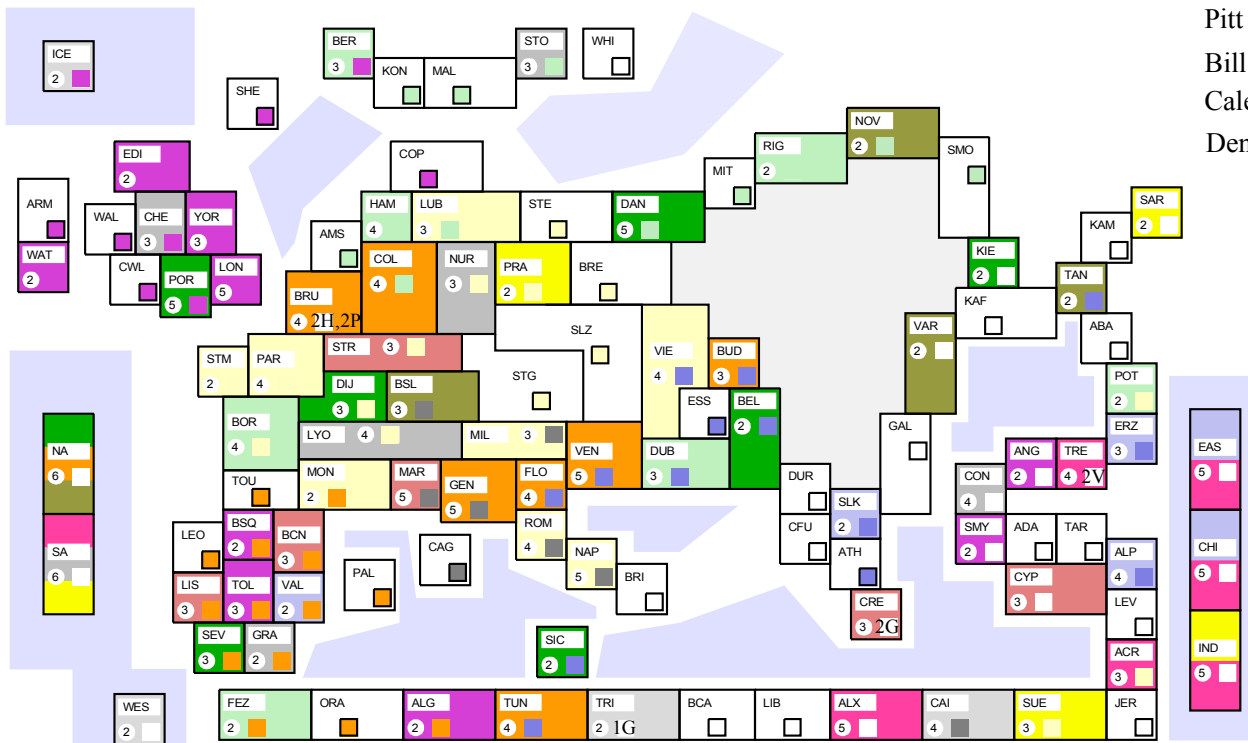 Pitt
Bill
Cale
Den
ICE
2
SHE
BER
3
KON
MAL
STO
3
WHI
EDI
2
ARM
WAT
2
WAL
CHE
3
YOR
3
CWL
POR
5
LON
5
COP
AMS
HAM
4
LUB
3
STE
DAN
5
MIT
RIG
2
NOV
2
SMO
KIE
2
KAM
SAR
2
TAN
2
KAF
ABA
BRU
4 2H,2P
COL
4
NUR
3
PRA
2
BRE
SLZ
STG
VIE
4
BUD
3
ESS
BEL
2
VAR
2
GAL
POT
2
ERZ
3
STM
2
PAR
4
STR 3
DIJ
3
BSL
3
BOR
4
LYO 4
MIL 3
VEN
5
DUB
3
TOU
MON
2
MAR
5
GEN
5
FLO
4
ROM
4
NAP
5
BRI
CAG
PAL
LEO
BSQ
2
BCN
3
LIS
3
TOL
3
VAL
2
SEV
3
GRA
2
SIC
2
DUR
CFU
SLK
2
ATH
CRE
3 2G
CON
4
ANG
2
TRE
4 2V
SMY
2
ADA
TAR
CYP
3
ALP
4
LEV
ACR
3
JER
NA
6
SA
6
EAS
5
CHI
5
IND
5
WES
2
FEZ
2
ORA
ALG
2
TUN
4
TRI
2 1G
BCA
LIB
ALX
5
CAI
4
SUE
3